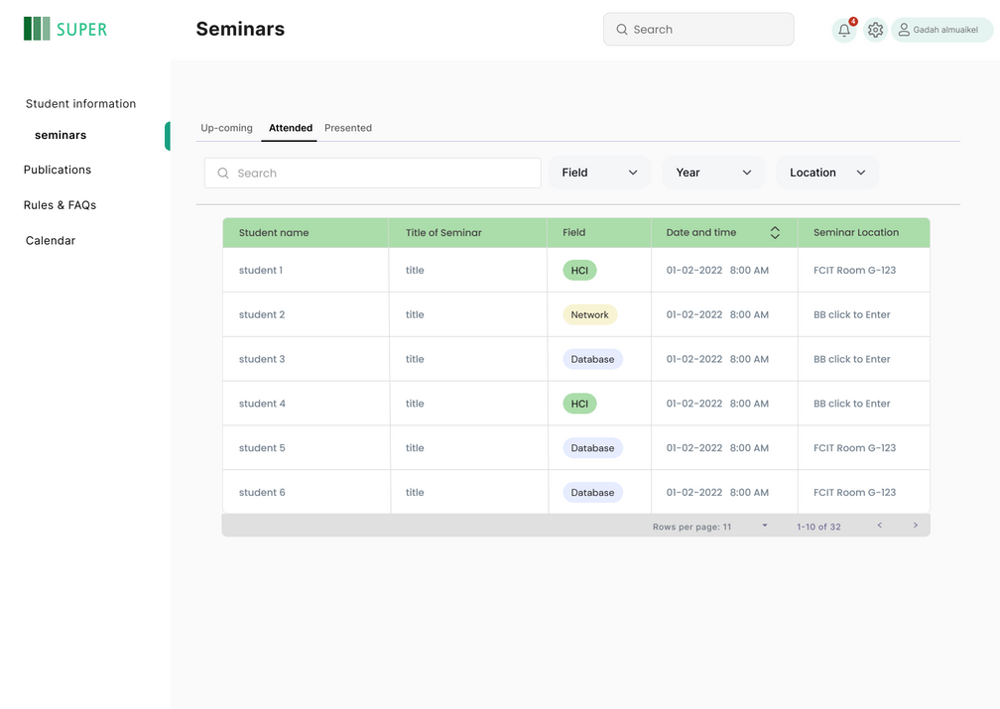 SUPER
Seminars
Search
4
Gadah almuaikel
Student information
seminars
Publications
Rules & FAQs
Calendar
Up-coming Attended Presented
Search Field Year Location
Student name Title of Seminar Field Date and time Seminar Location
student 1 title HCI 01-02-2022 8:00 AM FCIT Room G-123
student 2 title Network 01-02-2022 8:00 AM BB click to Enter
student 3 title Database 01-02-2022 8:00 AM BB click to Enter
student 4 title HCI 01-02-2022 8:00 AM BB click to Enter
student 5 title Database 01-02-2022 8:00 AM FCIT Room G-123
student 6 title Database 01-02-2022 8:00 AM FCIT Room G-123
Rows per page: 11 1-10 of 32